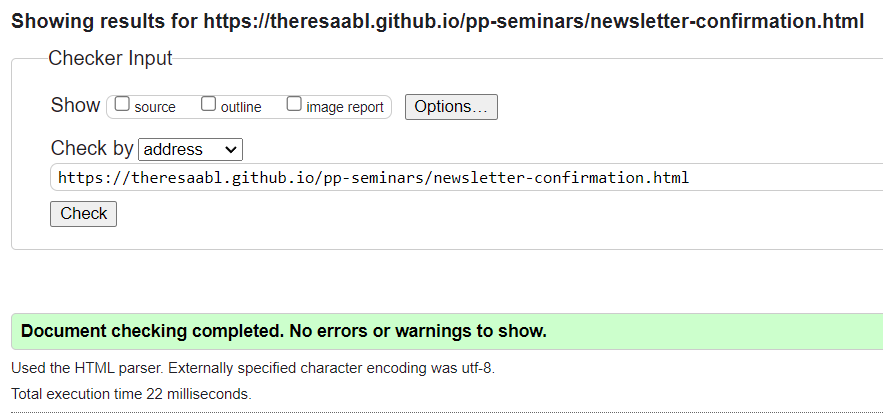 Showing results for https://theresaabl.github.io/pp-seminars/newsletter-confirmation.html
Checker Input
Show source outline image report Options...
Check by address
https://theresaabl.github.io/pp-seminars/newsletter-confirmation.html
Check
Document checking completed. No errors or warnings to show.
Used the HTML parser. Externally specified character encoding was utf-8.
Total execution time 22 milliseconds.